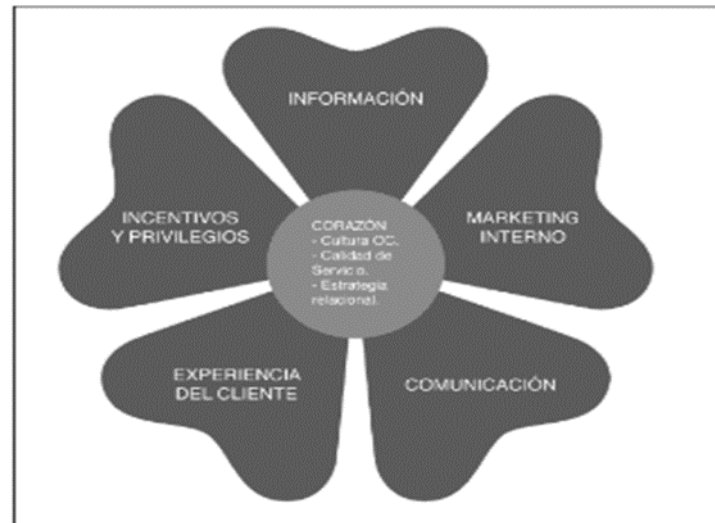 INFORMACIÓN
MARKETING
INTERNO
COMUNICACIÓN
EXPERIENCIA
DEL CLIENTE
INCENTIVOS
Y PRIVILEGIOS
CORAZÓN
- Cultura OC.
- Calidad de
Servicio.
- Estrategia
relacional.